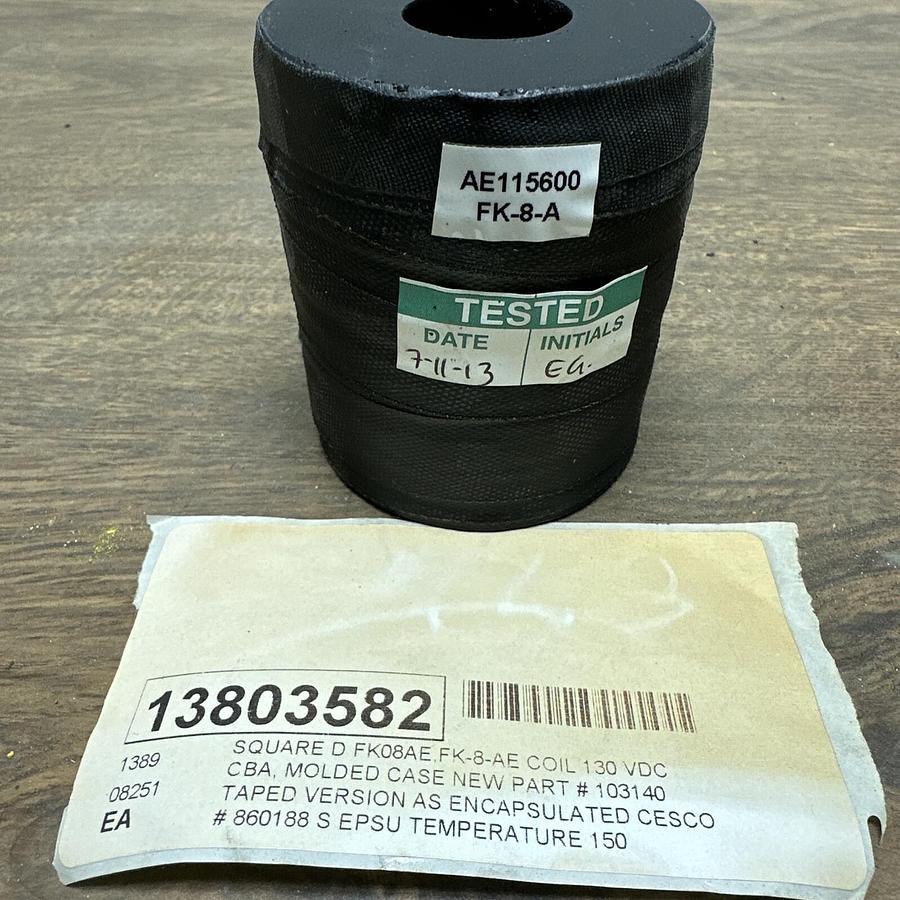 AE115600
FK-8-A
TESTED
DATE INITIALS
7-11-13 EG.
13803582
1389
08251
EA
SQUARE D FK08AE,FK-8-AE COIL 130 VDC
CBA, MOLDED CASE NEW PART # 103140
TAPED VERSION AS ENCAPSULATED CESCO
# 860188 S EPSU TEMPERATURE 150